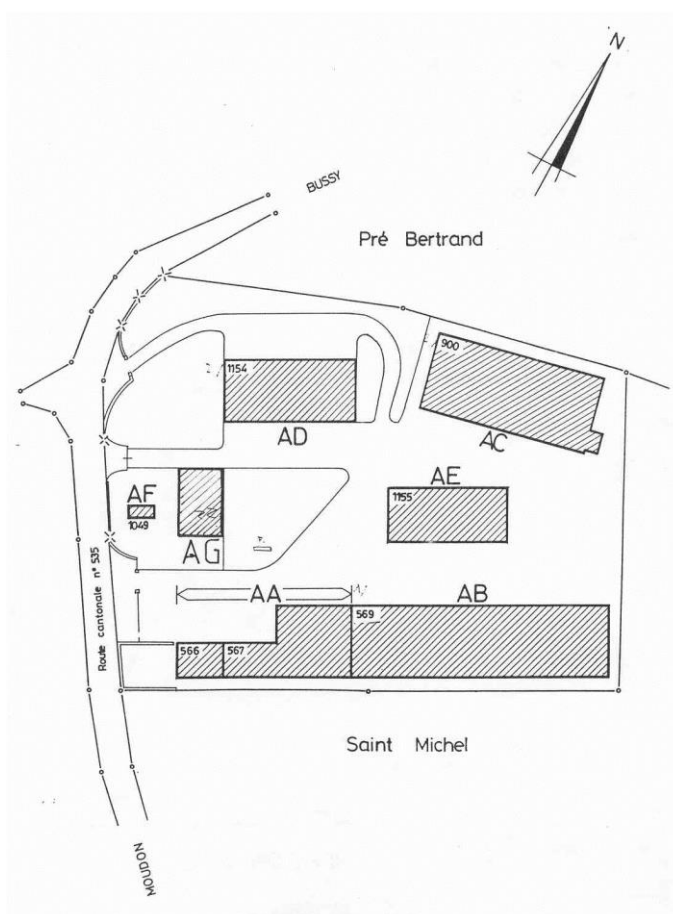 N
BUSSY
Pré Bertrand
900
1154
AD
AC
AE
1155
AF
1049
AG
Route cantonale n° 535
AA
AB
569
566
567
Saint Michel
MOUDON